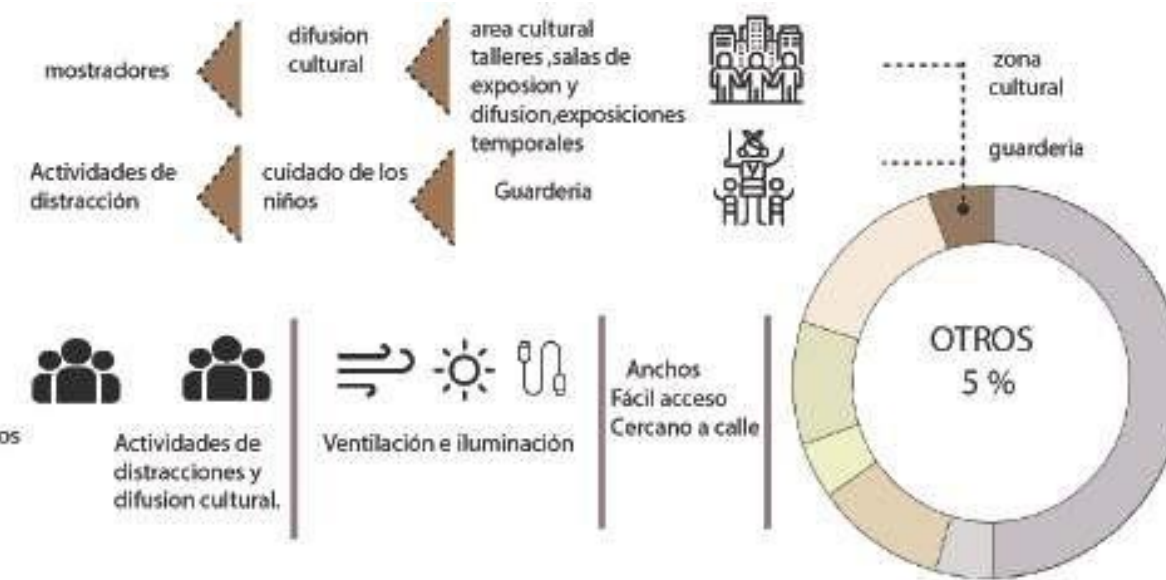 mostradores
difusion
cultural
area cultural
talleres ,salas de
exposion y
difusion,exposiciones
temporales
zona
cultural
Actividades de
distracción
cuidado de los
niños
Guarderia
guarderia
OTROS
5 %
os
Actividades de
distracciones y
difusion cultural.
Ventilación e iluminación
Anchos
Fácil acceso
Cercano a calle